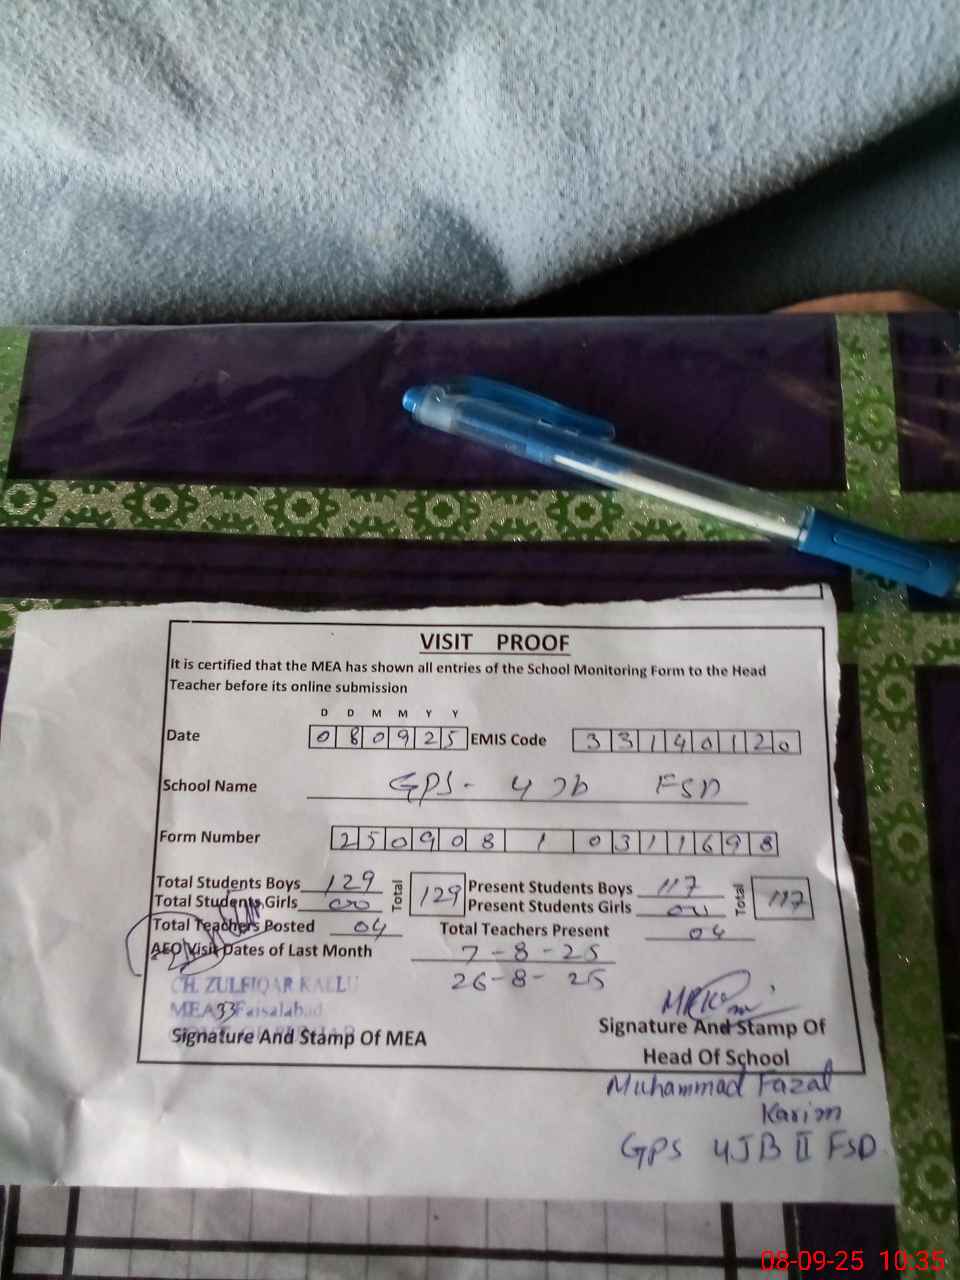 VISIT PROOF
It is certified that the MEA has shown all entries of the School Monitoring Form to the Head
Teacher before its online submission
D D M M Y Y
Date 0 8 0 9 2 5 EMIS Code 3 3 1 4 0 1 2 0
School Name GPS- 4 Jb FSD
Form Number 2 5 0 9 0 8 1 0 3 1 1 6 9 8
Total Students Boys 129 Total 129 Present Students Boys 117 Total 117
Total Students Girls 00 Present Students Girls 00
Total Teachers Posted 04 Total Teachers Present 04
AEO Visit Dates of Last Month 7-8-25
26-8-25
CH. ZULFIQAR KALLU
MEA 33 Faisalabad
Signature And Stamp Of MEA
Signature And Stamp Of
Head Of School
Muhammad Fazal
Karim
GPS 4JB II FSD
08-09-25 10:35